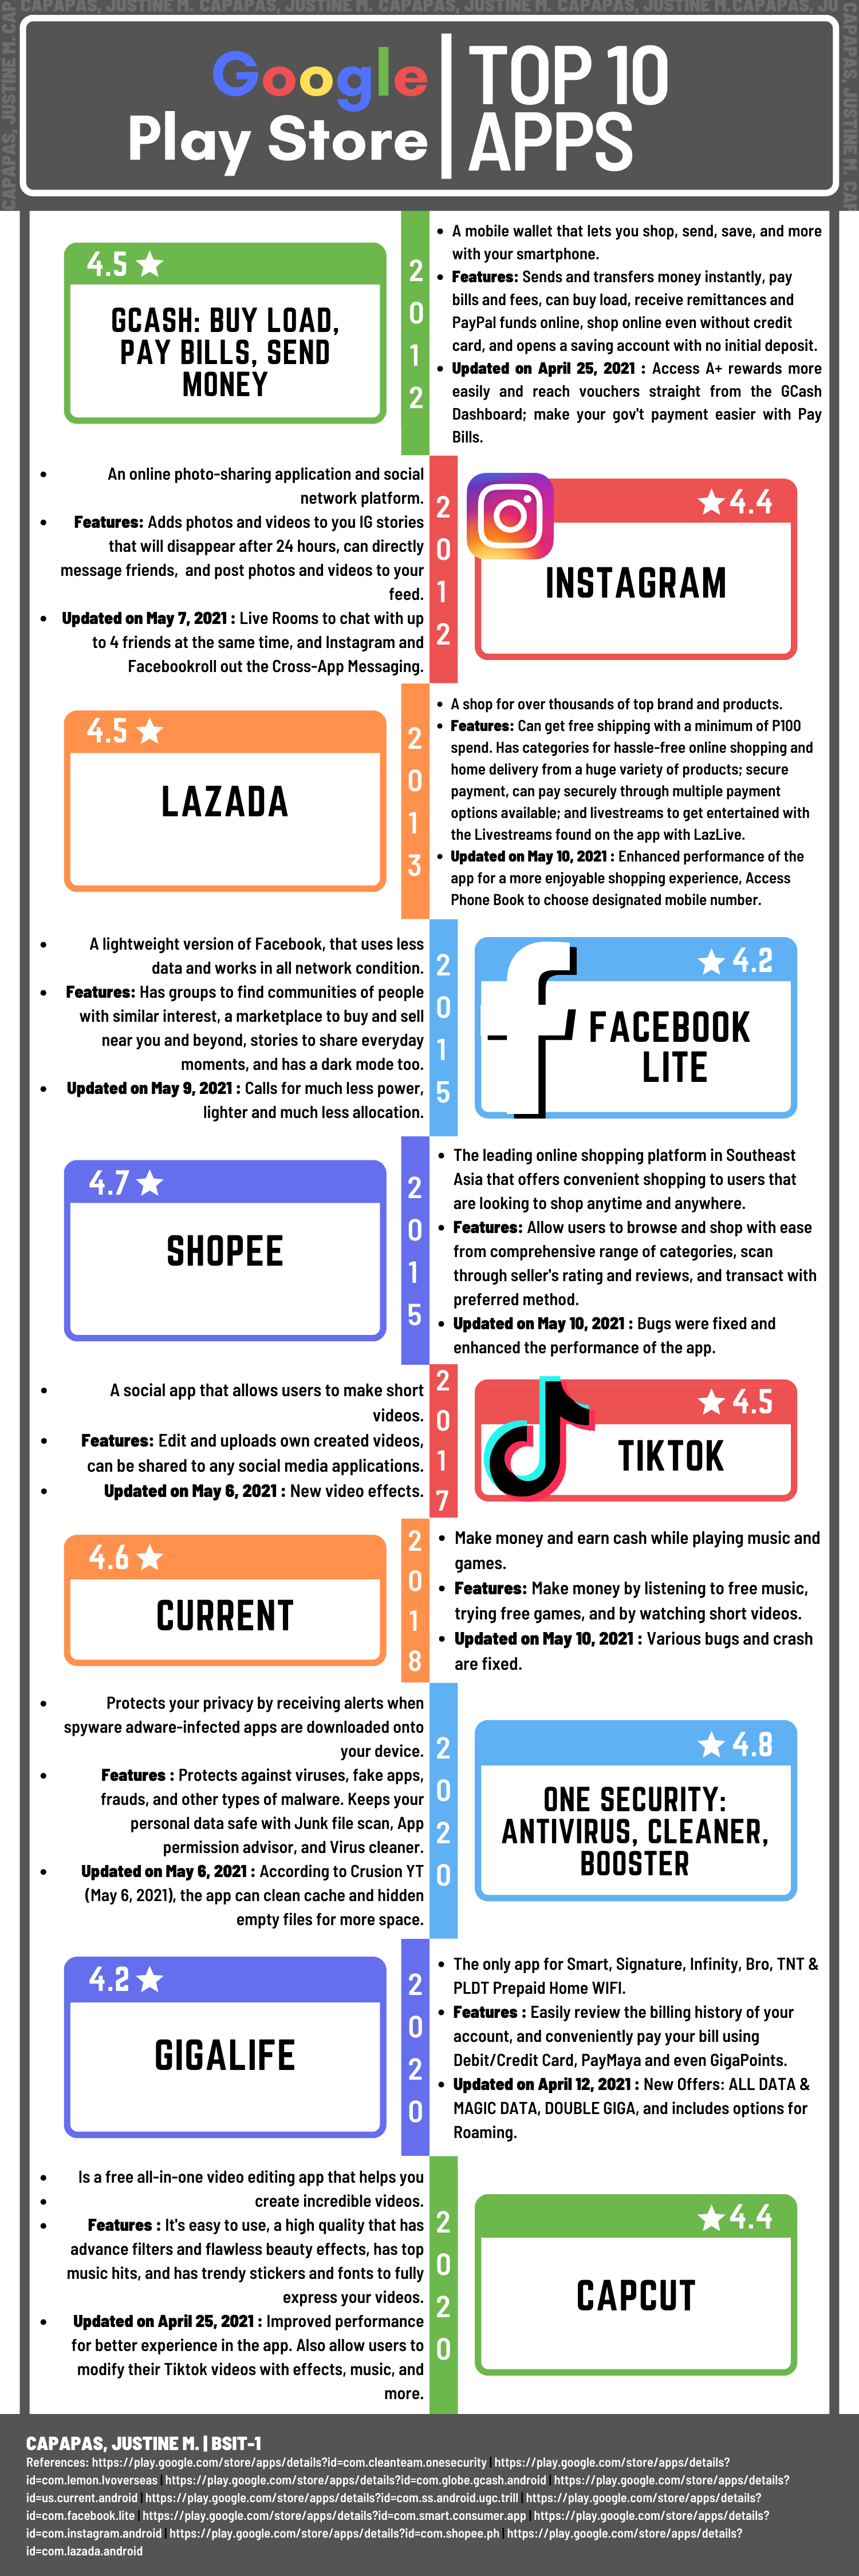 CAPAPAS, JUSTINE M. CAPAPAS, JUSTINE M. CAPAPAS, JUSTINE M. CAPAPAS, JU
CAPAPAS, JUSTINE M. CAP
CAPAPAS, JUSTINE M. CAP
Google
Play Store
TOP 10
APPS
4.5
GCASH: BUY LOAD,
PAY BILLS, SEND
MONEY
2012
• A mobile wallet that lets you shop, send, save, and more
with your smartphone.
• Features: Sends and transfers money instantly, pay
bills and fees, can buy load, receive remittances and
PayPal funds online, shop online even without credit
card, and opens a saving account with no initial deposit.
• Updated on April 25, 2021 : Access A+ rewards more
easily and reach vouchers straight from the GCash
Dashboard; make your gov't payment easier with Pay
Bills.
• An online photo-sharing application and social
network platform.
• Features: Adds photos and videos to you IG stories
that will disappear after 24 hours, can directly
message friends, and post photos and videos to your
feed.
• Updated on May 7, 2021 : Live Rooms to chat with up
to 4 friends at the same time, and Instagram and
Facebookroll out the Cross-App Messaging.
2012
4.4
INSTAGRAM
4.5
LAZADA
2013
• A shop for over thousands of top brand and products.
• Features: Can get free shipping with a minimum of P100
spend. Has categories for hassle-free online shopping and
home delivery from a huge variety of products; secure
payment, can pay securely through multiple payment
options available; and livestreams to get entertained with
the Livestreams found on the app with LazLive.
• Updated on May 10, 2021 : Enhanced performance of the
app for a more enjoyable shopping experience, Access
Phone Book to choose designated mobile number.
• A lightweight version of Facebook, that uses less
data and works in all network condition.
• Features: Has groups to find communities of people
with similar interest, a marketplace to buy and sell
near you and beyond, stories to share everyday
moments, and has a dark mode too.
• Updated on May 9, 2021 : Calls for much less power,
lighter and much less allocation.
2015
4.2
f
FACEBOOK
LITE
4.7
SHOPEE
2015
• The leading online shopping platform in Southeast
Asia that offers convenient shopping to users that
are looking to shop anytime and anywhere.
• Features: Allow users to browse and shop with ease
from comprehensive range of categories, scan
through seller's rating and reviews, and transact with
preferred method.
• Updated on May 10, 2021 : Bugs were fixed and
enhanced the performance of the app.
• A social app that allows users to make short
videos.
• Features: Edit and uploads own created videos,
can be shared to any social media applications.
• Updated on May 6, 2021 : New video effects.
2017
4.5
TIKTOK
4.6
CURRENT
2018
• Make money and earn cash while playing music and
games.
• Features: Make money by listening to free music,
trying free games, and by watching short videos.
• Updated on May 10, 2021 : Various bugs and crash
are fixed.
• Protects your privacy by receiving alerts when
spyware adware-infected apps are downloaded onto
your device.
• Features : Protects against viruses, fake apps,
frauds, and other types of malware. Keeps your
personal data safe with Junk file scan, App
permission advisor, and Virus cleaner.
• Updated on May 6, 2021 : According to Crusion YT
(May 6, 2021), the app can clean cache and hidden
empty files for more space.
2020
4.8
ONE SECURITY:
ANTIVIRUS, CLEANER,
BOOSTER
4.2
GIGALIFE
2020
• The only app for Smart, Signature, Infinity, Bro, TNT &
PLDT Prepaid Home WIFI.
• Features : Easily review the billing history of your
account, and conveniently pay your bill using
Debit/Credit Card, PayMaya and even GigaPoints.
• Updated on April 12, 2021 : New Offers: ALL DATA &
MAGIC DATA, DOUBLE GIGA, and includes options for
Roaming.
• Is a free all-in-one video editing app that helps you
• create incredible videos.
• Features : It's easy to use, a high quality that has
advance filters and flawless beauty effects, has top
music hits, and has trendy stickers and fonts to fully
express your videos.
• Updated on April 25, 2021 : Improved performance
for better experience in the app. Also allow users to
modify their Tiktok videos with effects, music, and
more.
2020
4.4
CAPCUT
CAPAPAS, JUSTINE M. | BSIT-1
References: https://play.google.com/store/apps/details?id=com.cleanteam.onesecurity | https://play.google.com/store/apps/details?
id=com.lemon.lvoverseas | https://play.google.com/store/apps/details?id=com.globe.gcash.android | https://play.google.com/store/apps/details?
id=us.current.android | https://play.google.com/store/apps/details?id=com.ss.android.ugc.trill | https://play.google.com/store/apps/details?
id=com.facebook.lite | https://play.google.com/store/apps/details?id=com.smart.consumer.app | https://play.google.com/store/apps/details?
id=com.instagram.android | https://play.google.com/store/apps/details?id=com.shopee.ph | https://play.google.com/store/apps/details?
id=com.lazada.android